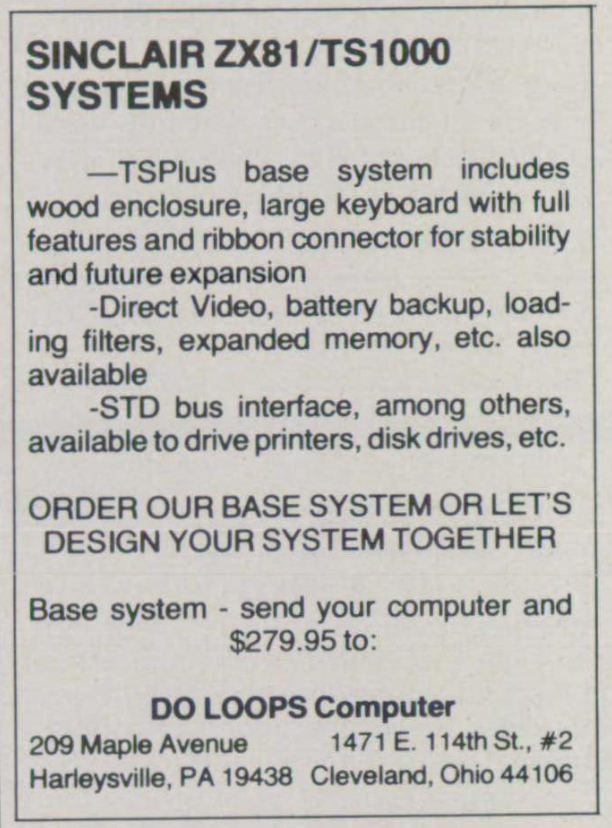 SINCLAIR ZX81/TS1000
SYSTEMS
—TSPlus base system includes
wood enclosure, large keyboard with full
features and ribbon connector for stability
and future expansion
-Direct Video, battery backup, load-
ing filters, expanded memory, etc. also
available
-STD bus interface, among others,
available to drive printers, disk drives, etc.
ORDER OUR BASE SYSTEM OR LET'S
DESIGN YOUR SYSTEM TOGETHER
Base system - send your computer and
$279.95 to:
DO LOOPS Computer
209 Maple Avenue 1471 E. 114th St., #2
Harleysville, PA 19438 Cleveland, Ohio 44106